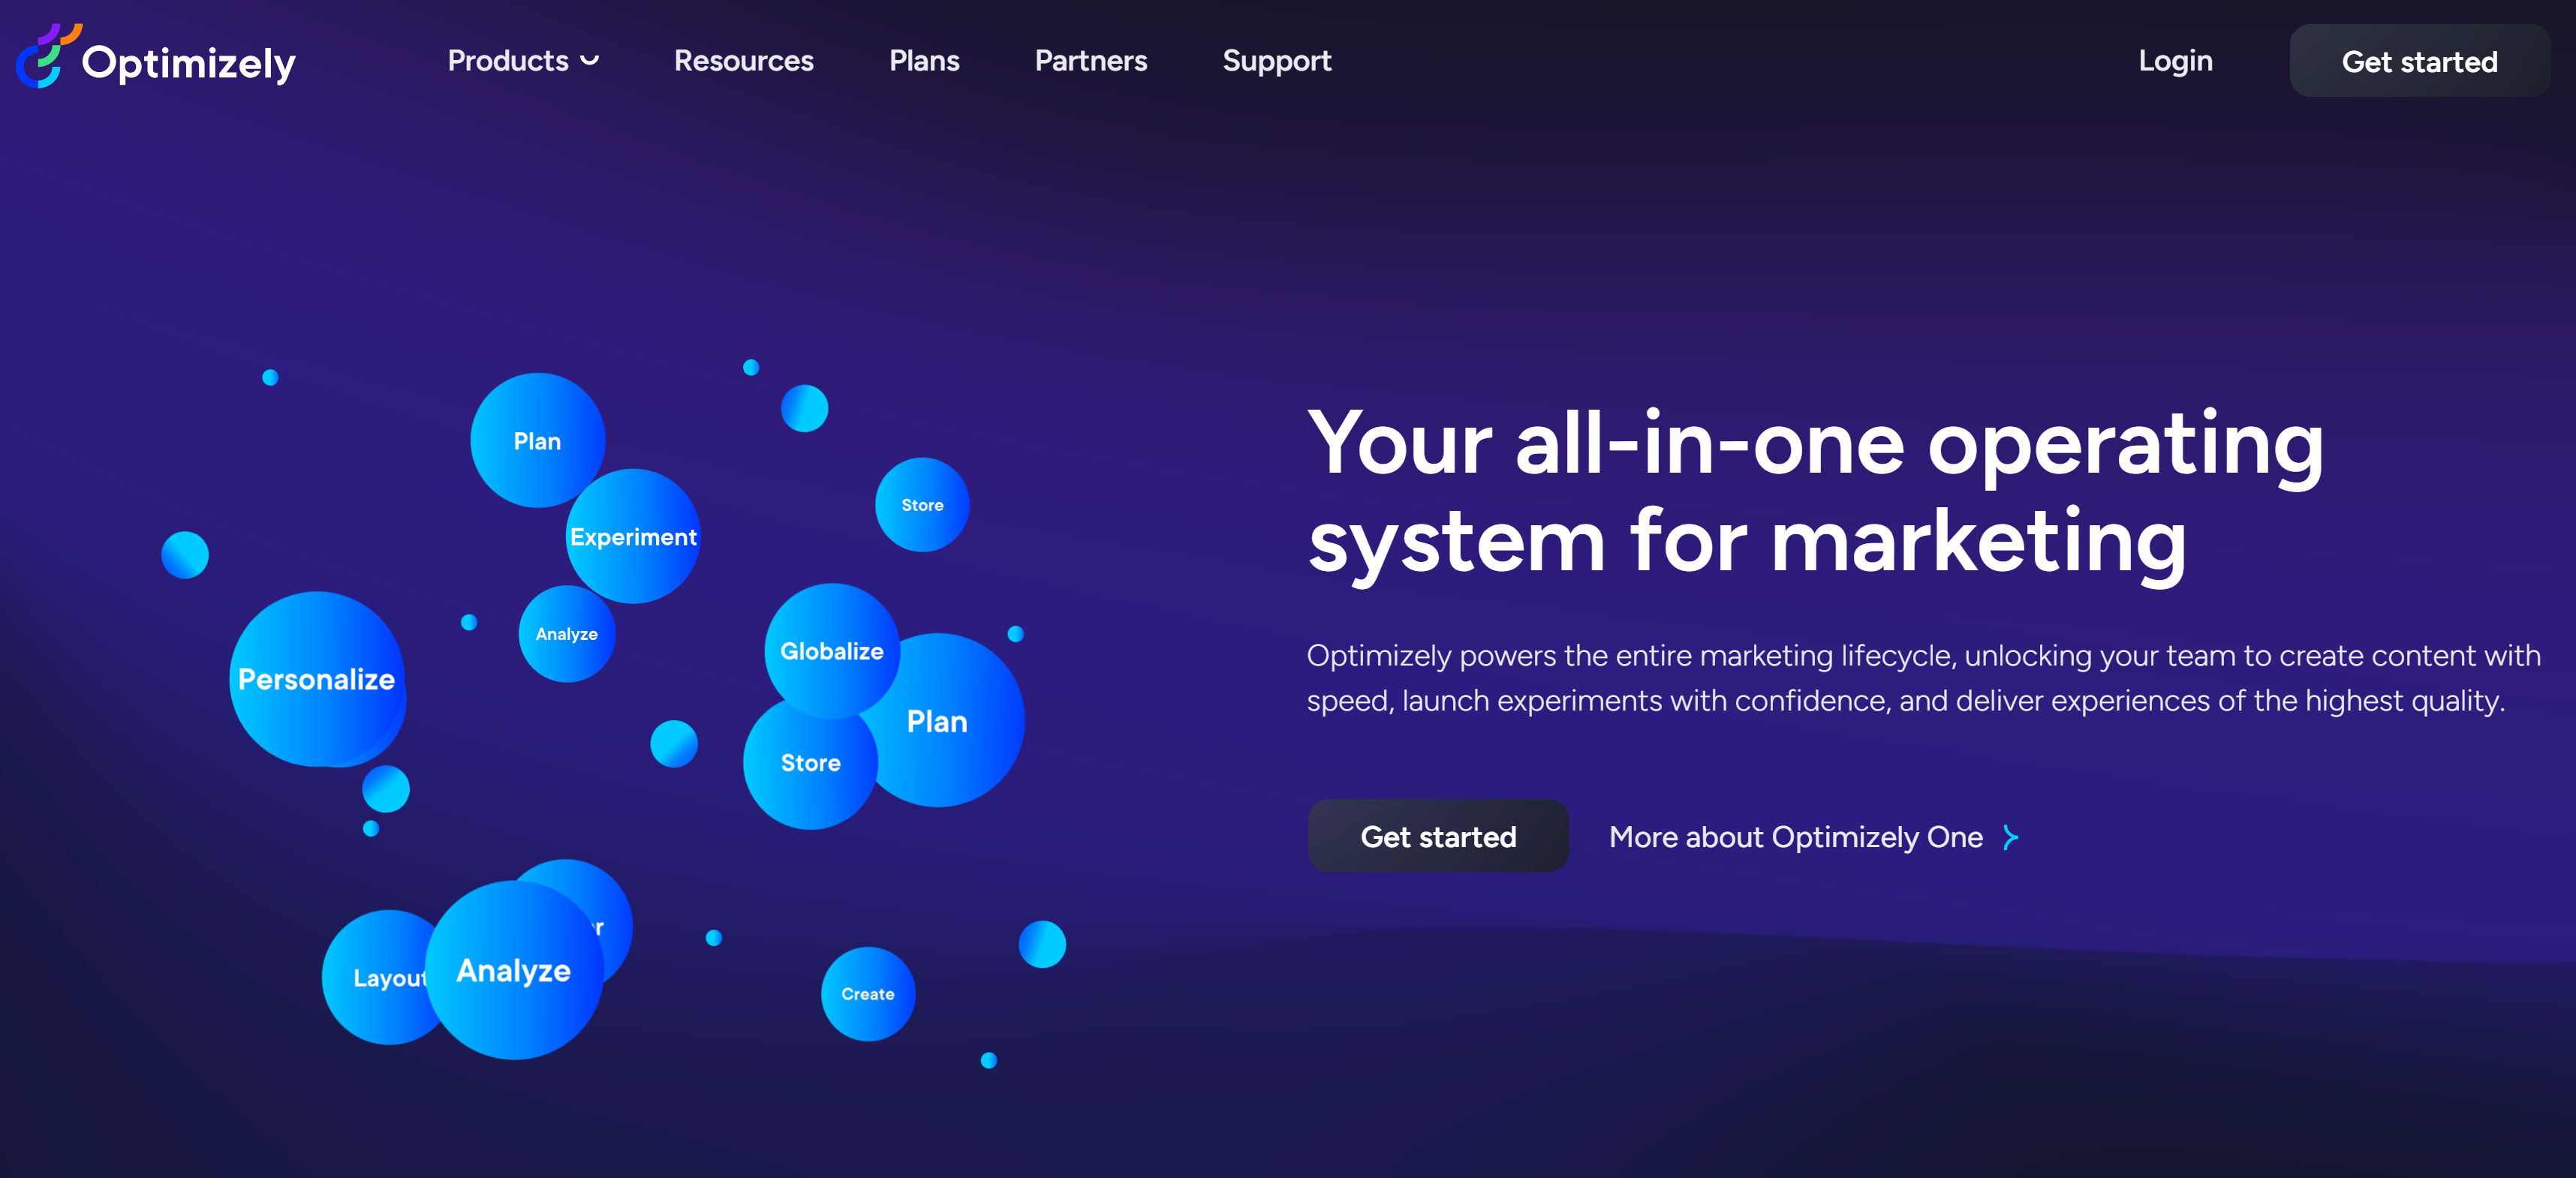 Optimizely
Products
Resources
Plans
Partners
Support
Login
Get started
Plan
Experiment
Store
Analyze
Personalize
Globalize
Plan
Store
Layout
Analyze
Create
Your all-in-one operating
system for marketing
Optimizely powers the entire marketing lifecycle, unlocking your team to create content with
speed, launch experiments with confidence, and deliver experiences of the highest quality.
Get started
More about Optimizely One